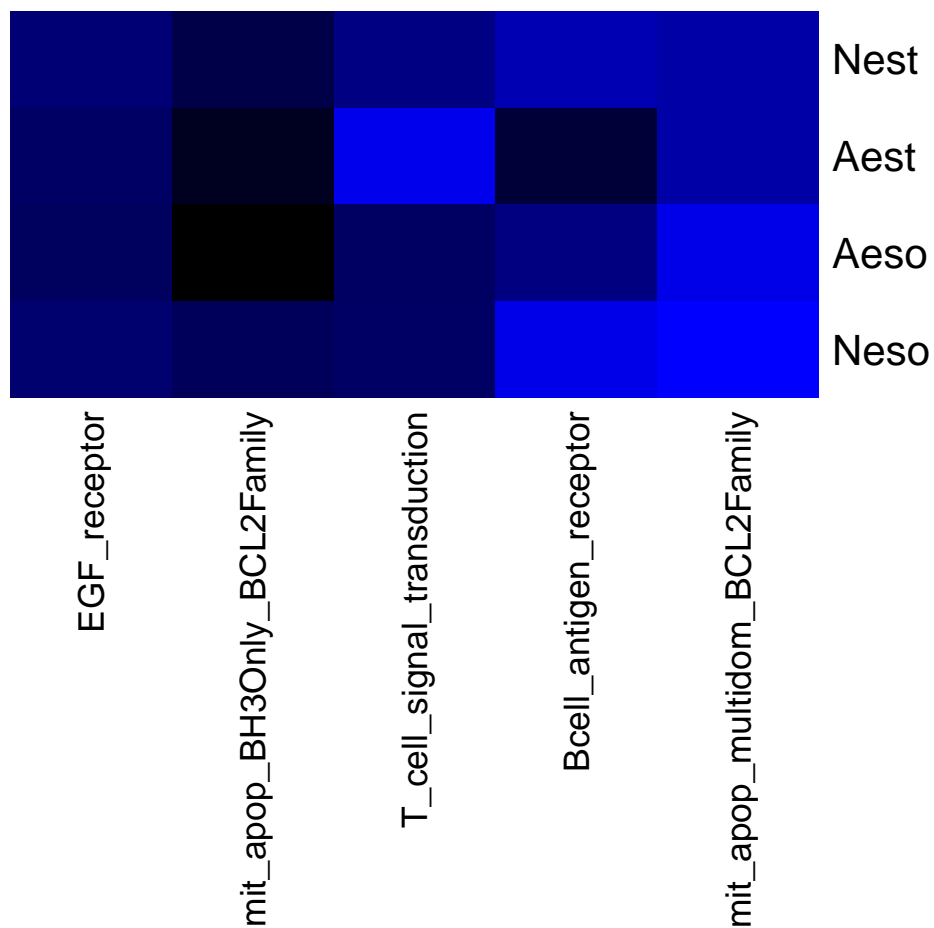 Nest
Aest
Aeso
Neso
EGF_receptor
mit_apop_BH3Only_BCL2Family
T_cell_signal_transduction
Bcell_antigen_receptor
mit_apop_multidom_BCL2Family